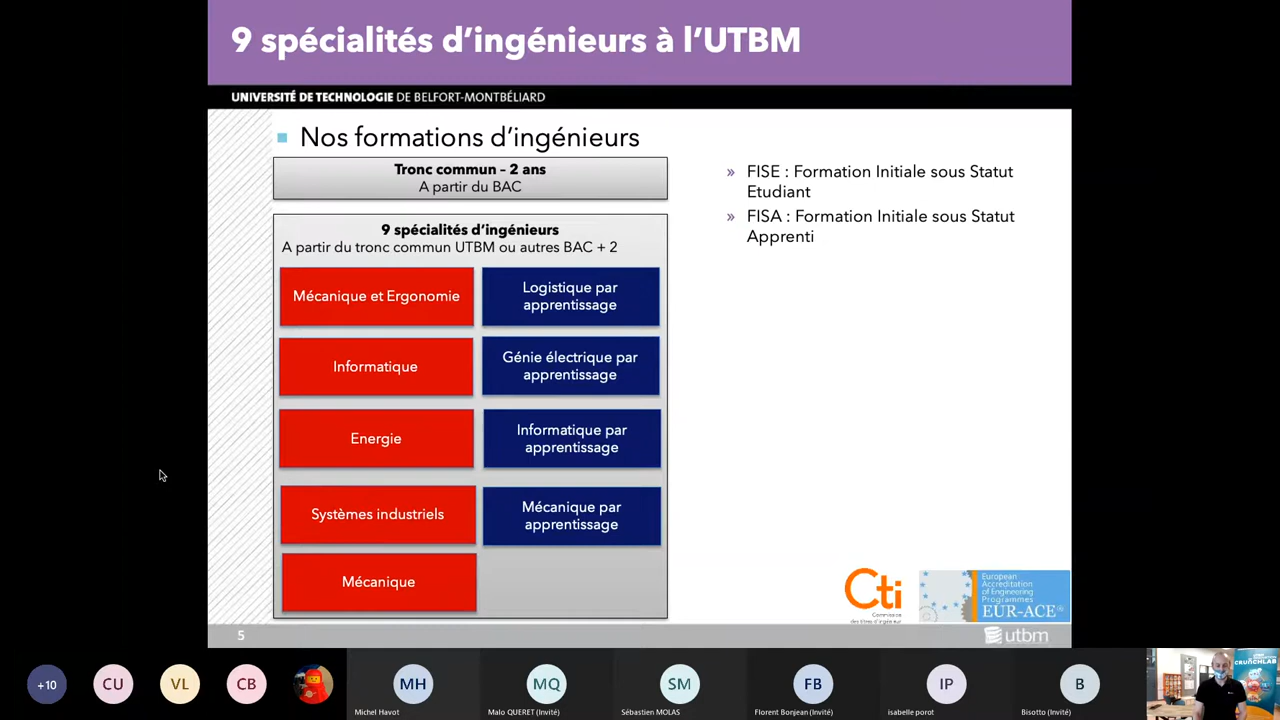 9 spécialités d’ingénieurs à l’UTBM
UNIVERSITÉ DE TECHNOLOGIE DE BELFORT-MONTBÉLIARD
Nos formations d’ingénieurs
Tronc commun – 2 ans
A partir du BAC
9 spécialités d’ingénieurs
A partir du tronc commun UTBM ou autres BAC + 2
Mécanique et Ergonomie
Logistique par
apprentissage
Informatique
Génie électrique par
apprentissage
Energie
Informatique par
apprentissage
Systèmes industriels
Mécanique par
apprentissage
Mécanique
» FISE : Formation Initiale sous Statut
Etudiant
» FISA : Formation Initiale sous Statut
Apprenti
Cti
Commission
des titres d’ingénieur
European
Accreditation
of Engineering
Programmes
EUR-ACE®
5
utbm
+10
CU
VL
CB
MH
Michel Havot
MQ
Malo QUERET (Invité)
SM
Sébastien MOLAS
FB
Florent Bonjean (Invité)
IP
isabelle porot
B
Bisotto (Invité)
CRUNCHLAB